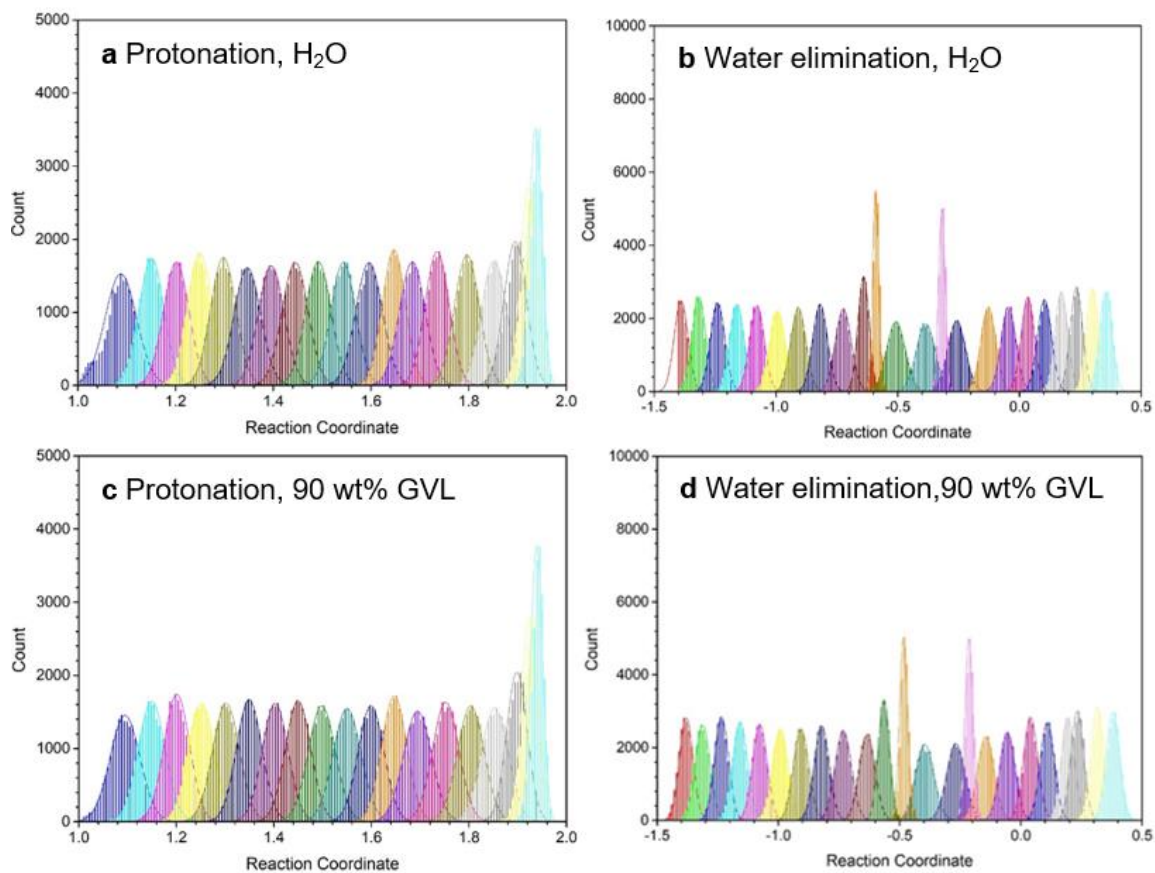 a Protonation, H₂O
5000
4000
3000
2000
1000
0
Count
1.0 1.2 1.4 1.6 1.8 2.0
Reaction Coordinate
b Water elimination, H₂O
10000
8000
6000
4000
2000
0
Count
-1.5 -1.0 -0.5 0.0 0.5
Reaction Coordinate
c Protonation, 90 wt% GVL
5000
4000
3000
2000
1000
0
Count
1.0 1.2 1.4 1.6 1.8 2.0
Reaction Coordinate
d Water elimination,90 wt% GVL
10000
8000
6000
4000
2000
0
Count
-1.5 -1.0 -0.5 0.0 0.5
Reaction Coordinate